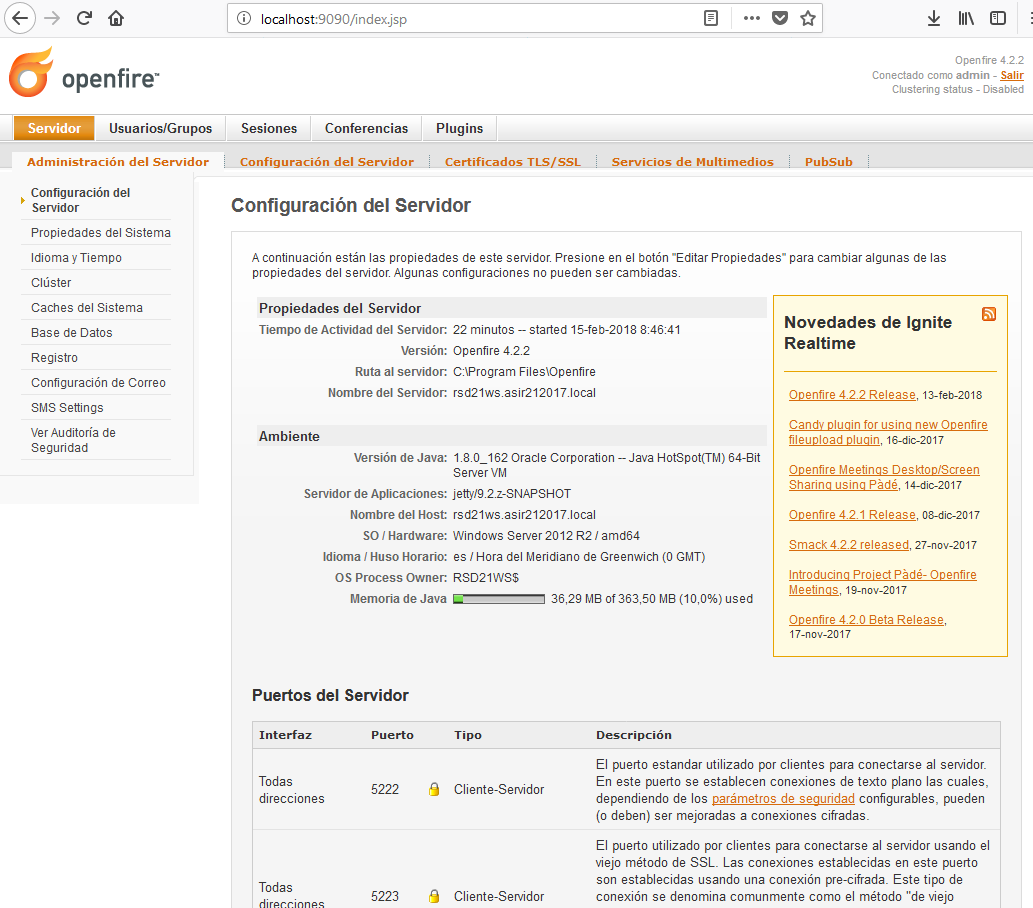 localhost:9090/index.jsp
openfire™
Openfire 4.2.2
Conectado como admin - Salir
Clustering status - Disabled
Servidor
Usuarios/Grupos
Sesiones
Conferencias
Plugins
Administración del Servidor
Configuración del Servidor
Certificados TLS/SSL
Servicios de Multimedios
PubSub
Configuración del
Servidor
Propiedades del Sistema
Idioma y Tiempo
Clúster
Caches del Sistema
Base de Datos
Registro
Configuración de Correo
SMS Settings
Ver Auditoría de
Seguridad
Configuración del Servidor
A continuación están las propiedades de este servidor. Presione en el botón "Editar Propiedades" para cambiar algunas de las
propiedades del servidor. Algunas configuraciones no pueden ser cambiadas.
Propiedades del Servidor
Tiempo de Actividad del Servidor: 22 minutos -- started 15-feb-2018 8:46:41
Versión: Openfire 4.2.2
Ruta al servidor: C:\Program Files\Openfire
Nombre del Servidor: rsd21ws.asir212017.local
Ambiente
Versión de Java: 1.8.0_162 Oracle Corporation -- Java HotSpot(TM) 64-Bit
Server VM
Servidor de Aplicaciones: jetty/9.2.z-SNAPSHOT
Nombre del Host: rsd21ws.asir212017.local
SO / Hardware: Windows Server 2012 R2 / amd64
Idioma / Huso Horario: es / Hora del Meridiano de Greenwich (0 GMT)
OS Process Owner: RSD21WS$
Memoria de Java 36,29 MB of 363,50 MB (10,0%) used
Novedades de Ignite
Realtime
Openfire 4.2.2 Release, 13-feb-2018
Candy plugin for using new Openfire
fileupload plugin, 16-dic-2017
Openfire Meetings Desktop/Screen
Sharing using Pàdé, 14-dic-2017
Openfire 4.2.1 Release, 08-dic-2017
Smack 4.2.2 released, 27-nov-2017
Introducing Project Pàdé- Openfire
Meetings, 19-nov-2017
Openfire 4.2.0 Beta Release,
17-nov-2017
Puertos del Servidor
Interfaz Puerto Tipo Descripción
Todas
direcciones
5222
Cliente-Servidor
El puerto estandar utilizado por clientes para conectarse al servidor.
En este puerto se establecen conexiones de texto plano las cuales,
dependiendo de los parámetros de seguridad configurables, pueden
(o deben) ser mejoradas a conexiones cifradas.
Todas
direcciones
5223
Cliente-Servidor
El puerto utilizado por clientes para conectarse al servidor usando el
viejo método de SSL. Las conexiones establecidas en este puerto
son establecidas usando una conexión pre-cifrada. Este tipo de
conexión se denomina comunmente como el método "de viejo